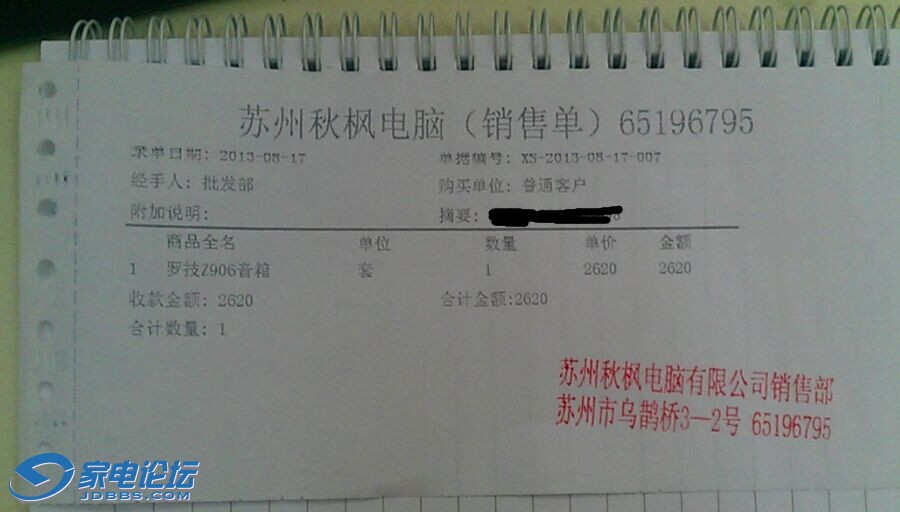 苏州秋枫电脑（销售单）65196795
录单日期: 2013-08-17 单据编号: XS-2013-08-17-007
经手人: 批发部 购买单位: 普通客户
附加说明: 摘要:
商品全名 单位 数量 单价 金额
1 罗技Z906音箱 套 1 2620 2620
收款金额: 2620 合计金额:2620
合计数量: 1
苏州秋枫电脑有限公司销售部
苏州市乌鹊桥3—2号 65196795
家电论坛
JDBBS.COM